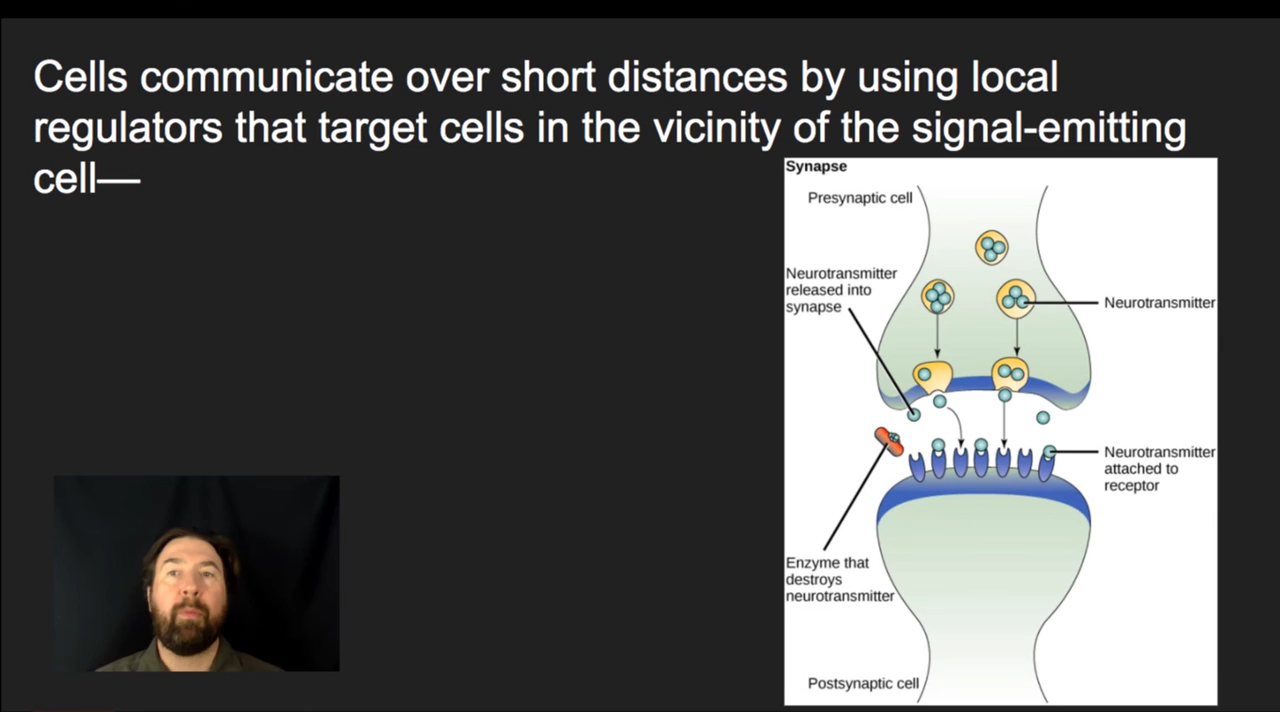 Cells communicate over short distances by using local
regulators that target cells in the vicinity of the signal-emitting
cell—
Synapse
Presynaptic cell
Neurotransmitter
released into
synapse
Neurotransmitter
Neurotransmitter
attached to
receptor
Enzyme that
destroys
neurotransmitter
Postsynaptic cell